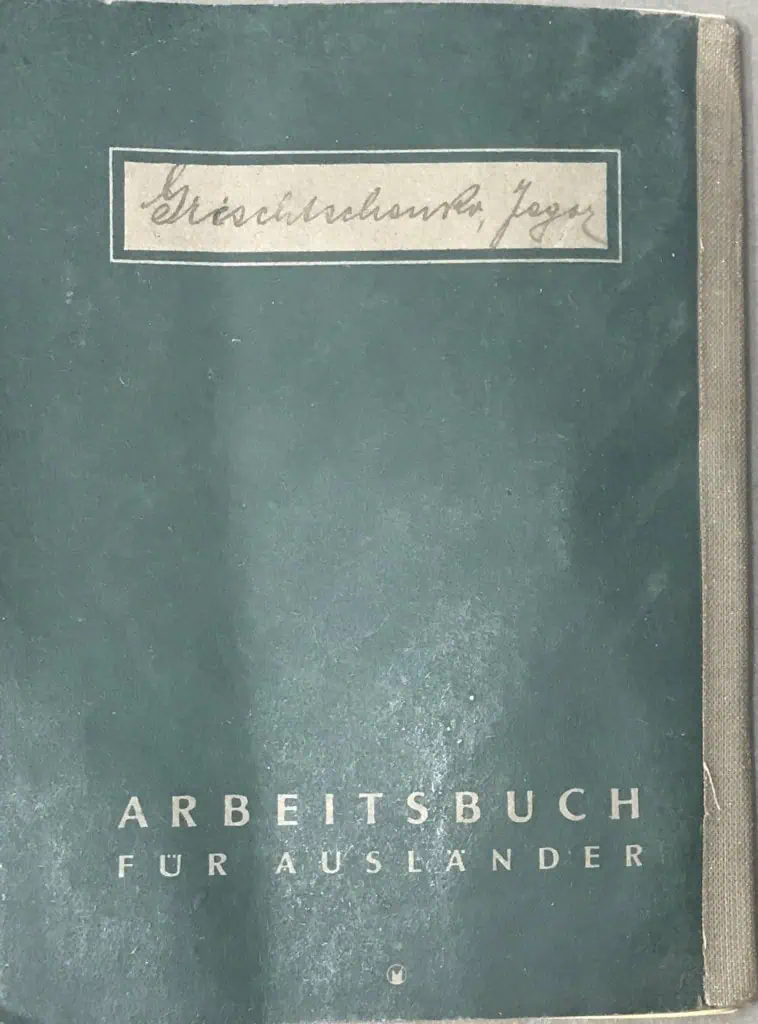 Grischtschenko, Jegor
ARBEITSBUCH
FÜR AUSLÄNDER